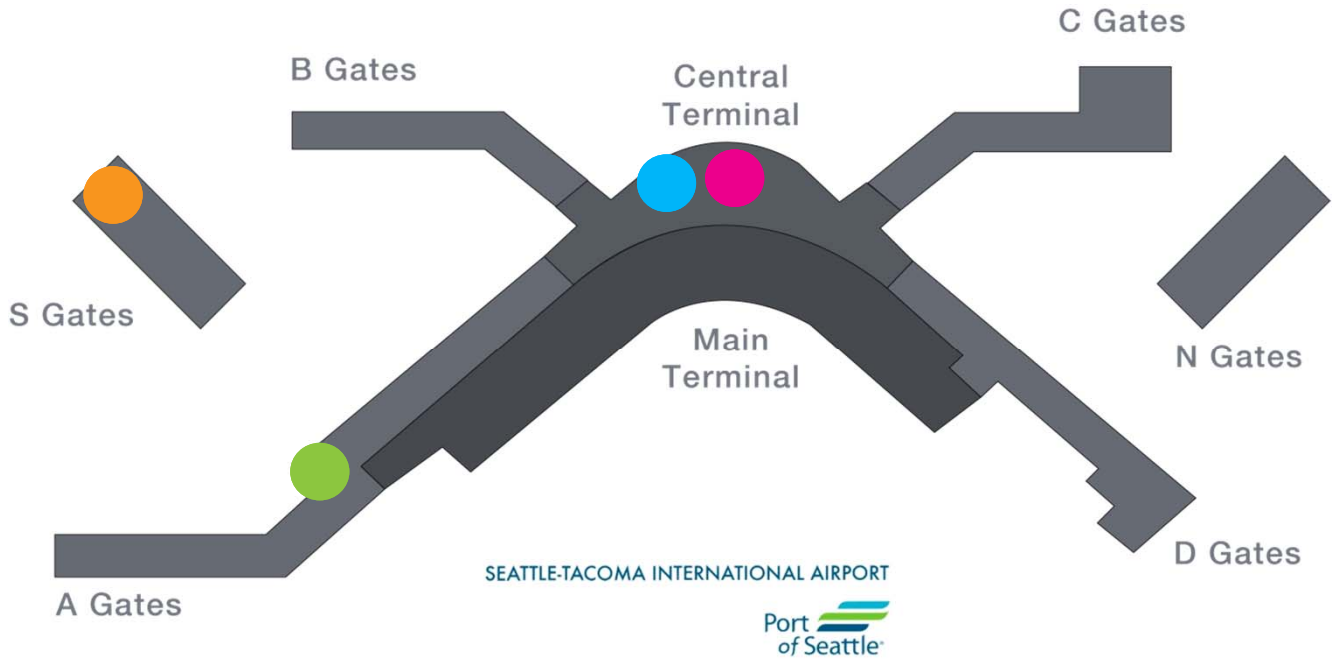 C Gates
B Gates
Central
Terminal
S Gates
Main
Terminal
N Gates
D Gates
SEATTLE-TACOMA INTERNATIONAL AIRPORT
A Gates
Port
of Seattle